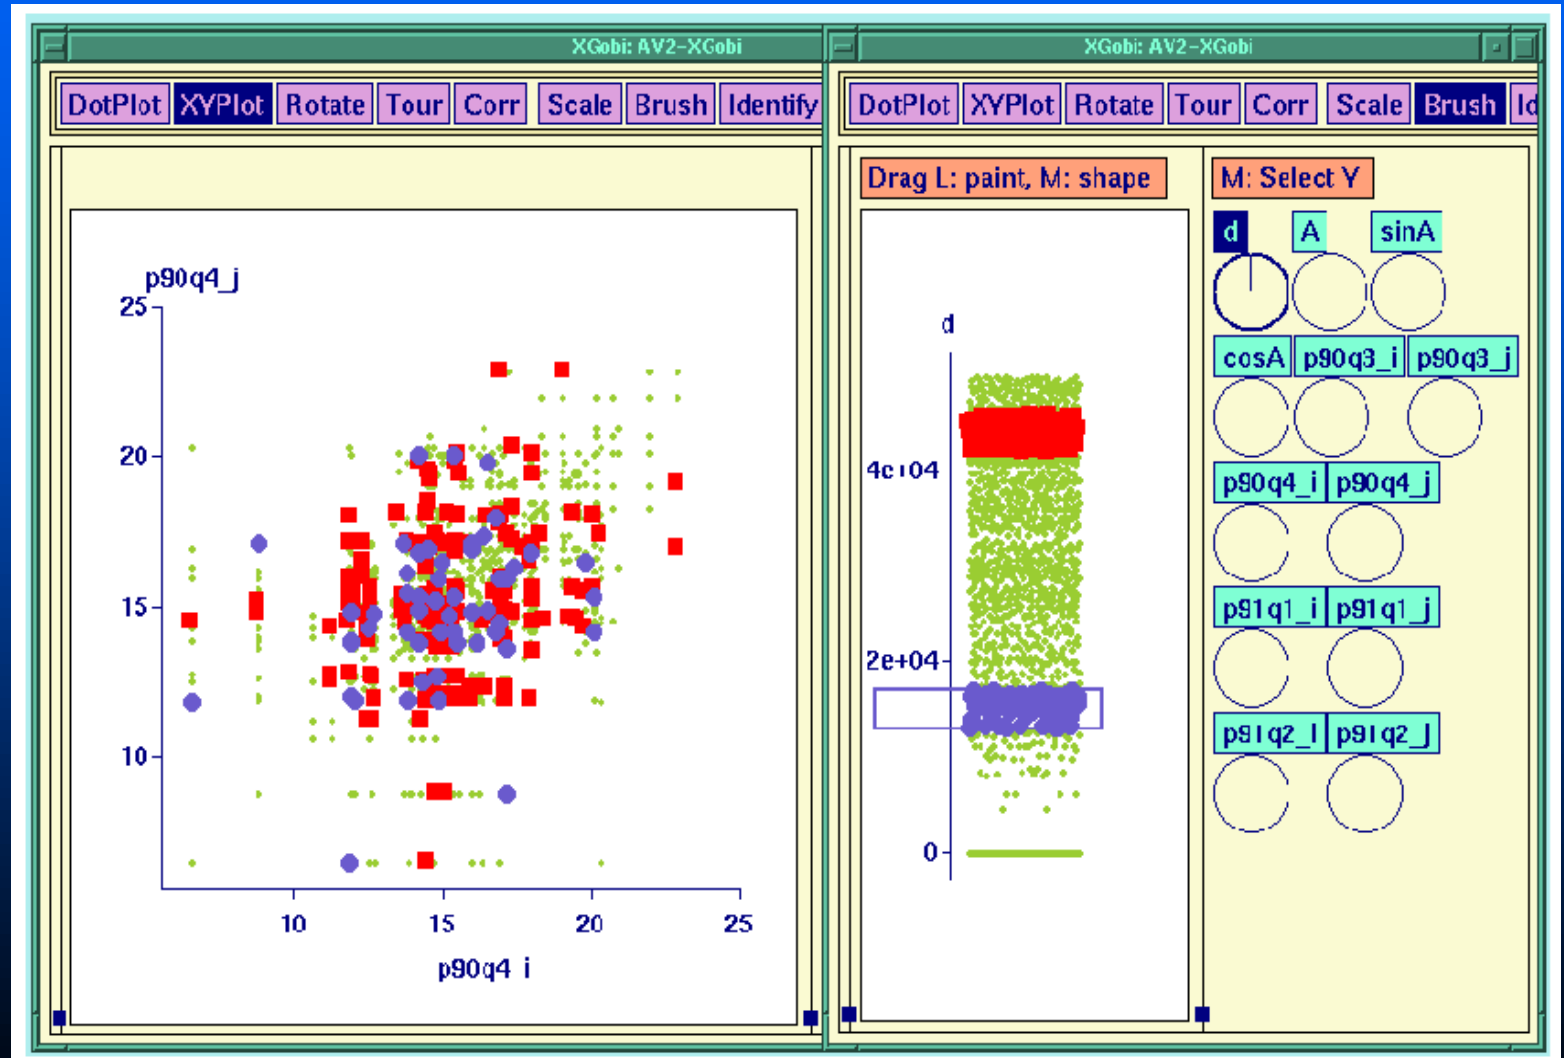 XGobi: AV2-XGobi
DotPlot XYPlot Rotate Tour Corr Scale Brush Identify
p90q4_j
25
20
15
10
10 15 20 25
p90q4 i
XGobi: AV2-XGobi
DotPlot XYPlot Rotate Tour Corr Scale Brush Id
Drag L: paint, M: shape
M: Select Y
d
4e+04
2e+04
0
d A sinA
cosA p90q3_i p90q3_j
p90q4_i p90q4_j
p91q1_i p91q1_j
p91q2_i p91q2_j